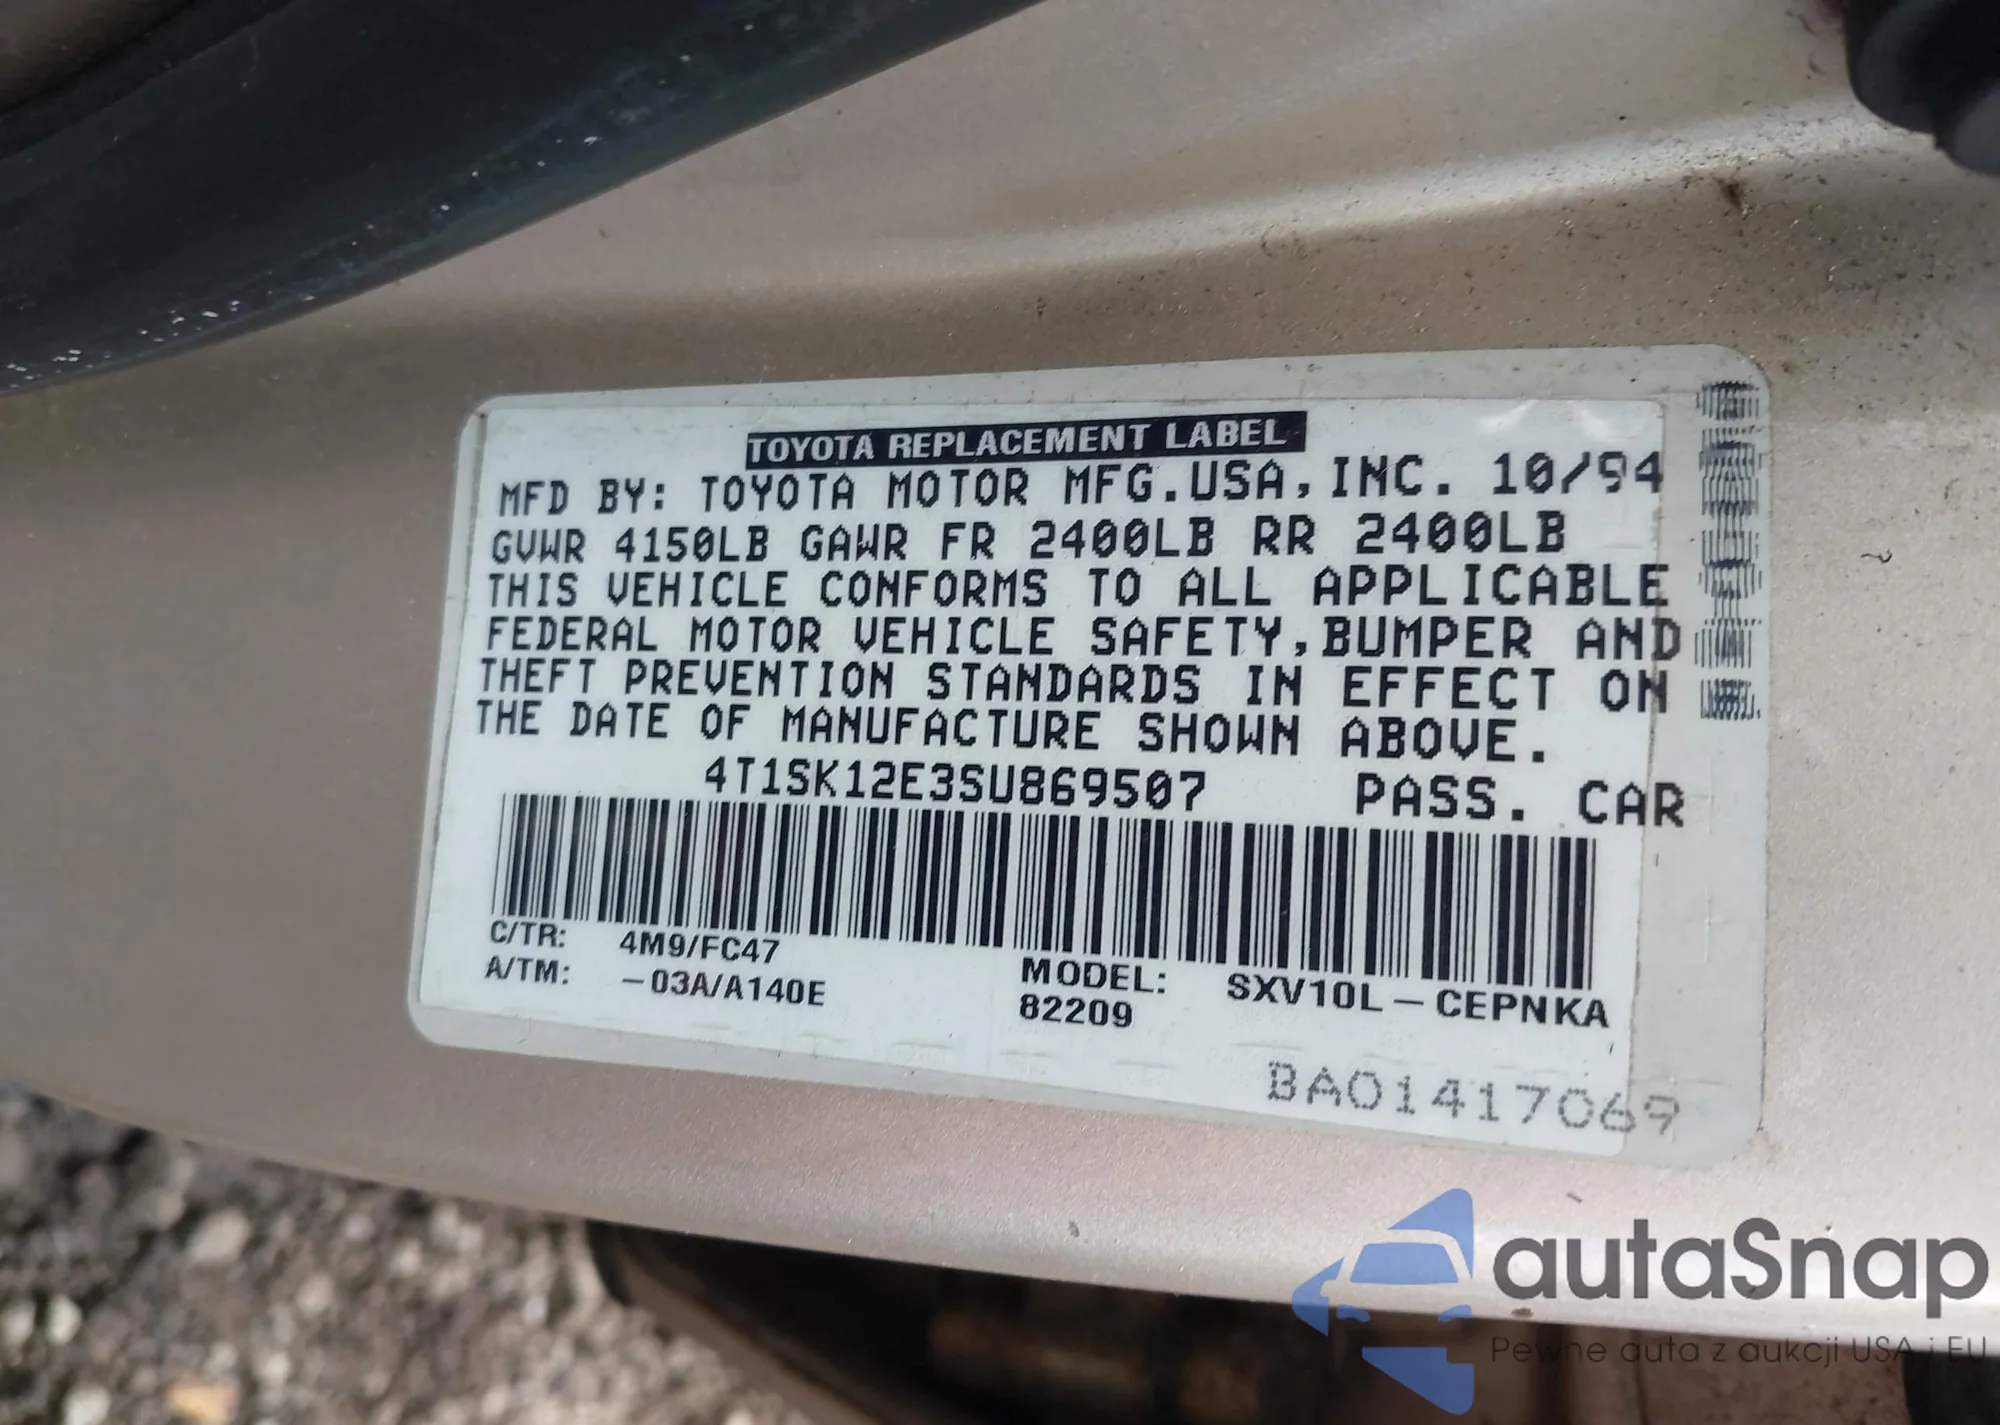 TOYOTA REPLACEMENT LABEL
MFD BY: TOYOTA MOTOR MFG.USA, INC. 10/94
GVWR 4150LB GAWR FR 2400LB RR 2400LB
THIS VEHICLE CONFORMS TO ALL APPLICABLE
FEDERAL MOTOR VEHICLE SAFETY, BUMPER AND
THEFT PREVENTION STANDARDS IN EFFECT ON
THE DATE OF MANUFACTURE SHOWN ABOVE.
4T1SK12E3SU869507 PASS. CAR
C/TR: 4M9/FC47
A/TM: -03A/A140E
MODEL: SXV10L-CEPNKA
82209
BA01417069
autaSnap
Pewne auta z aukcji USA i EU